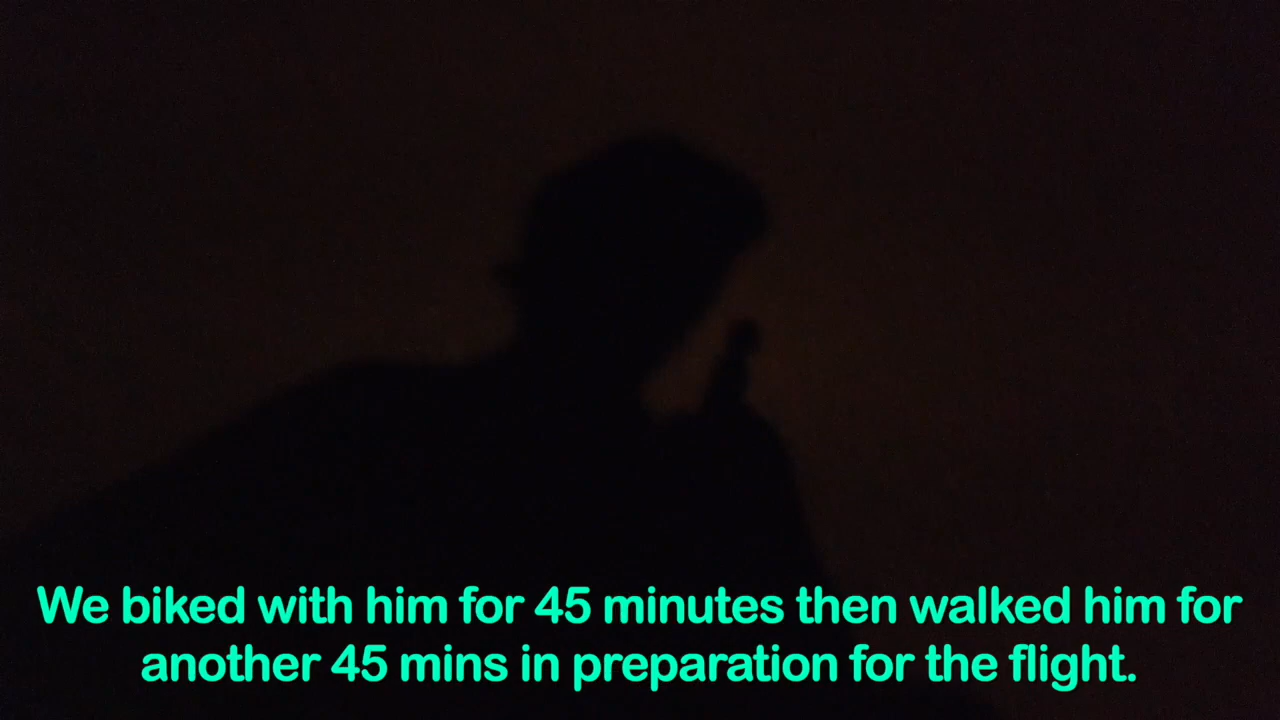 We biked with him for 45 minutes then walked him for
another 45 mins in preparation for the flight.